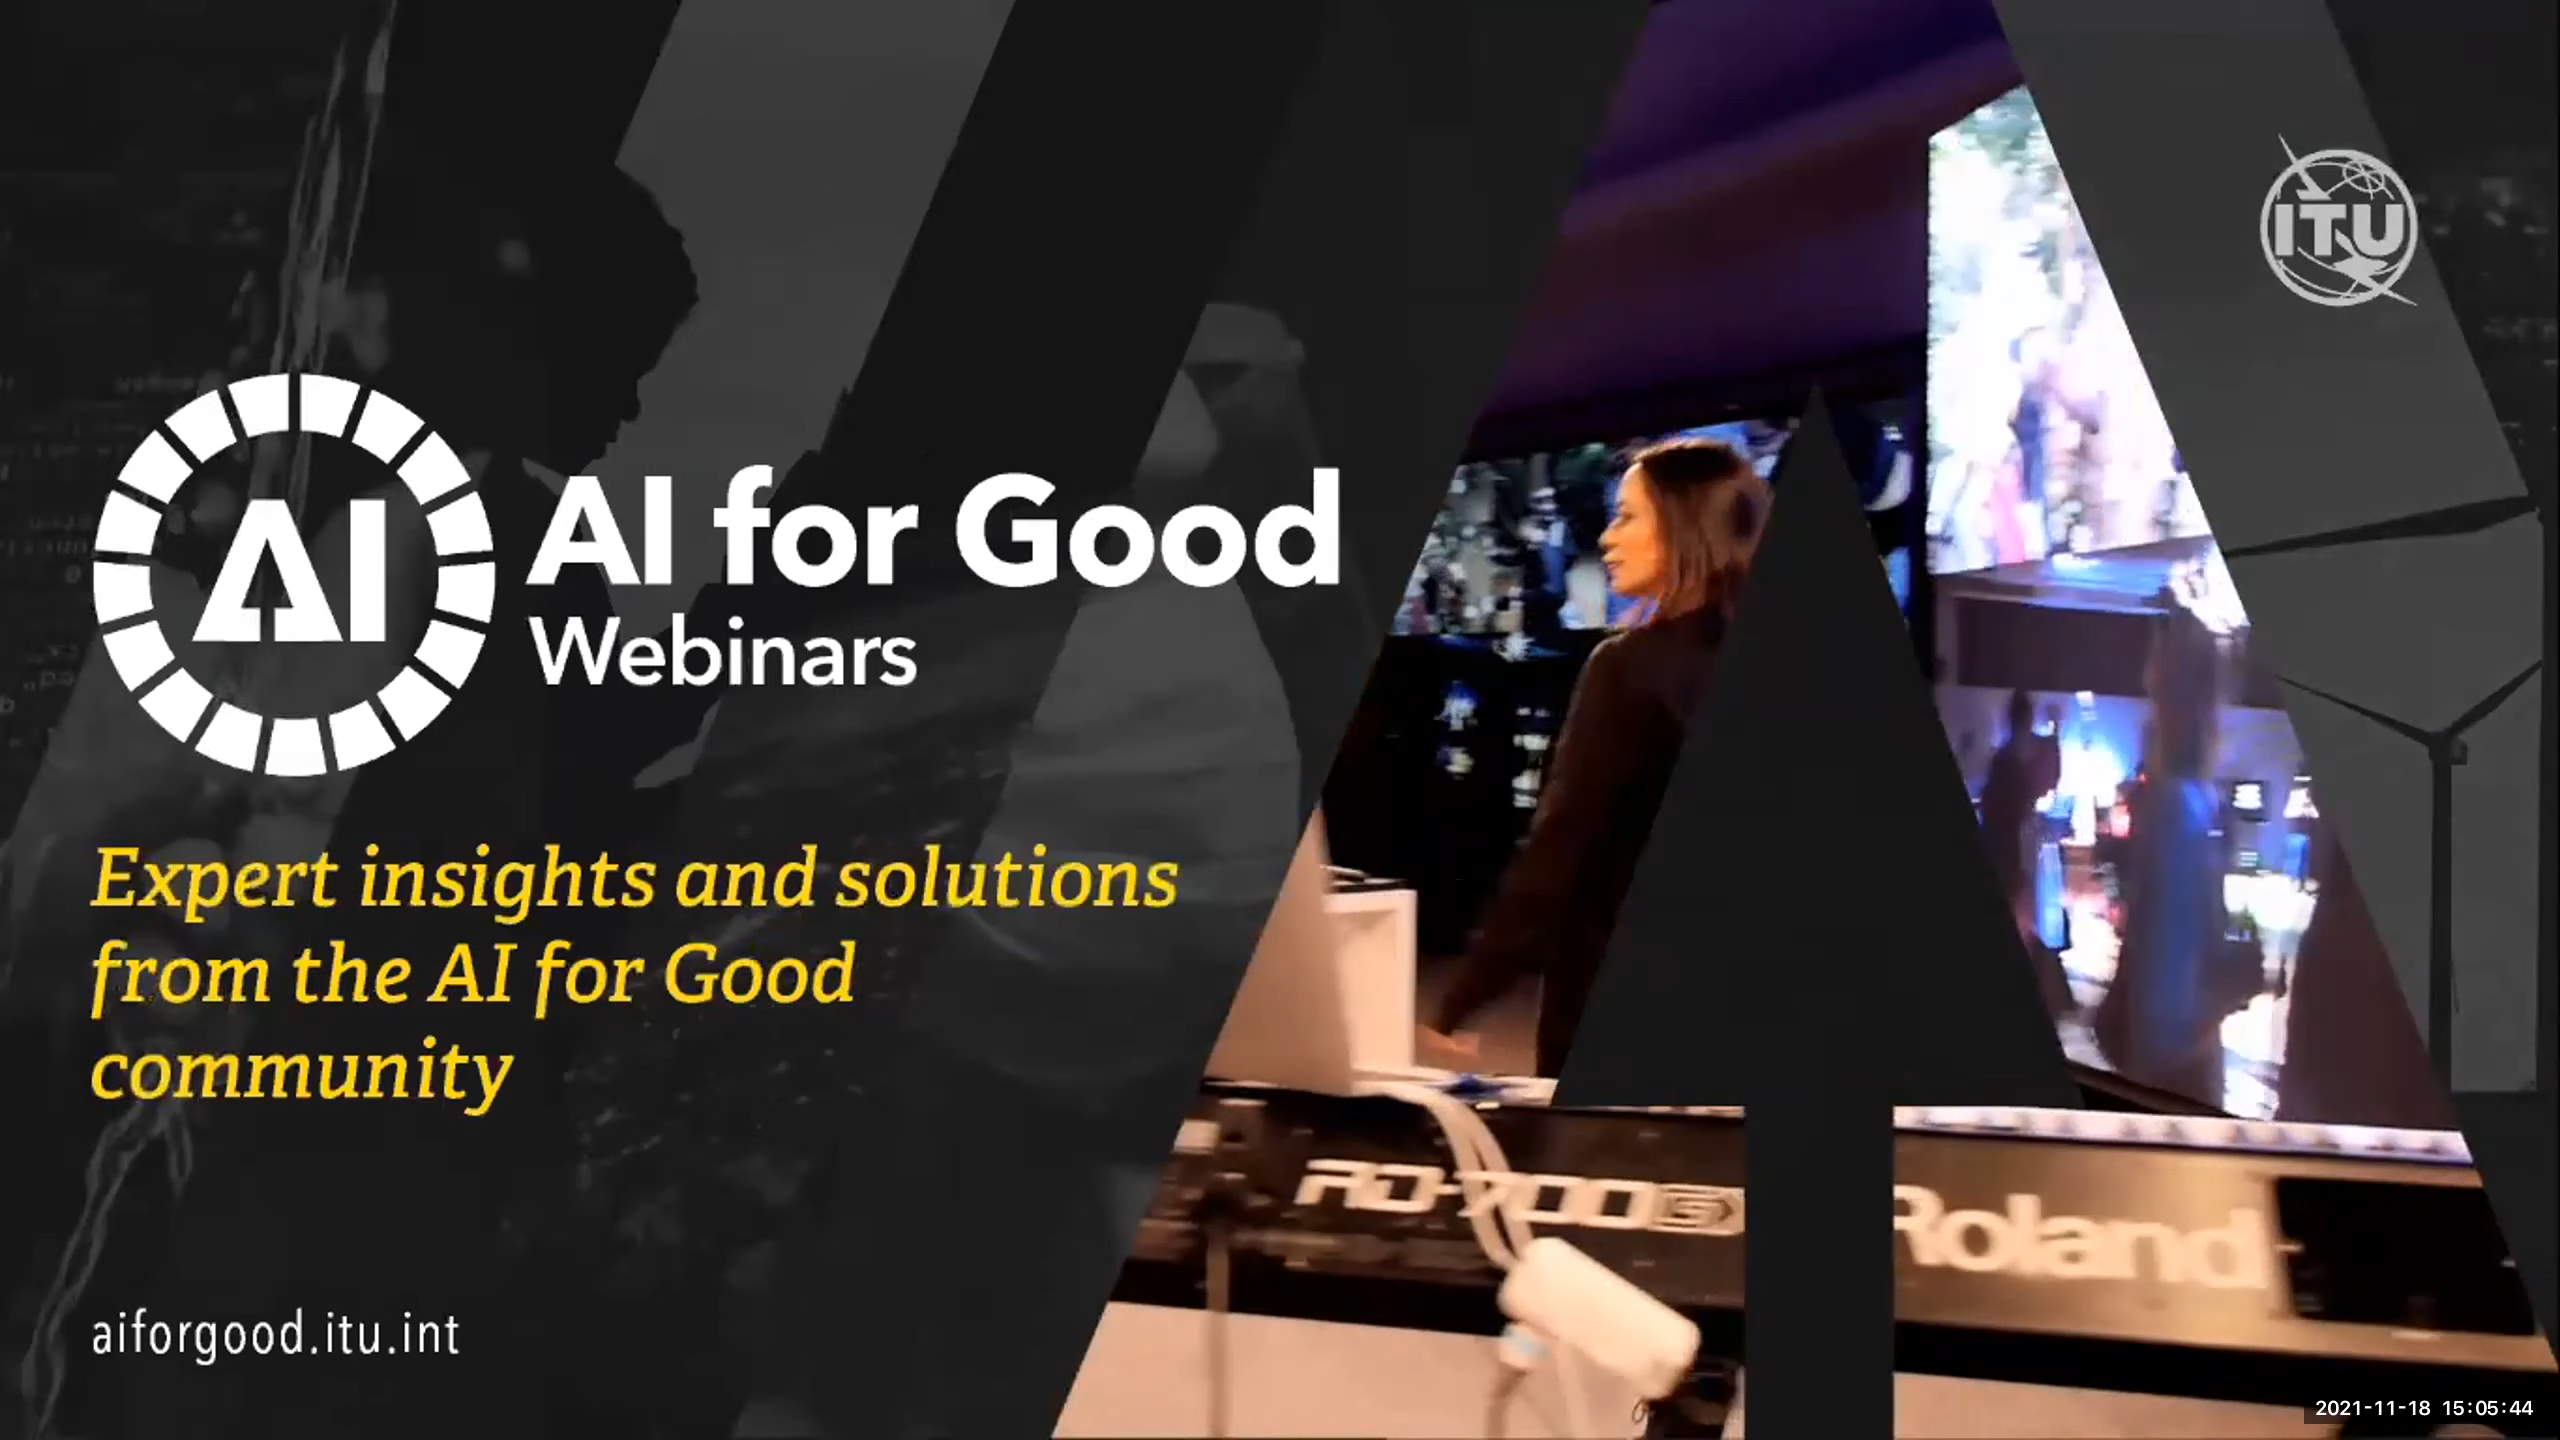 ITU
AI
AI for Good
Webinars
Expert insights and solutions
from the AI for Good
community
RD-700
Roland
aiforgood.itu.int
2021-11-18 15:05:44